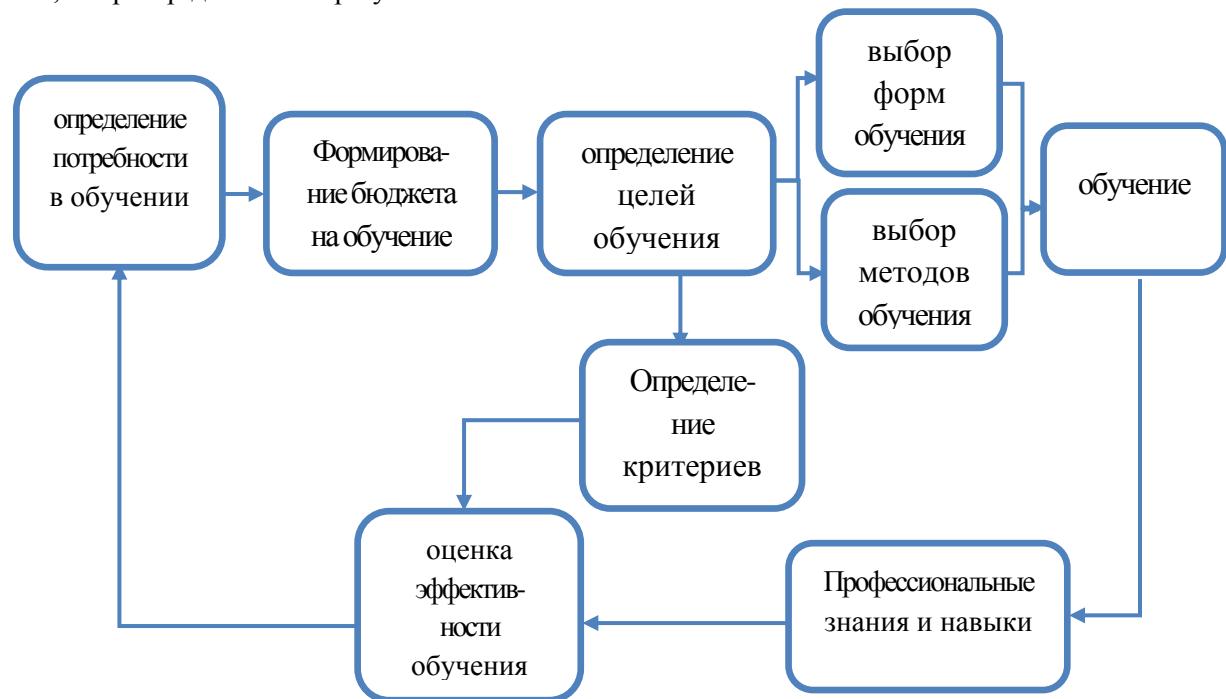 выбор
форм
обучения
определение
потребности
в обучении
Формирова-
ние бюджета
на обучение
определение
целей
обучения
обучение
выбор
методов
обучения
Определе-
ние
критериев
оценка
эффектив-
ности
обучения
Профессиональные
знания и навыки